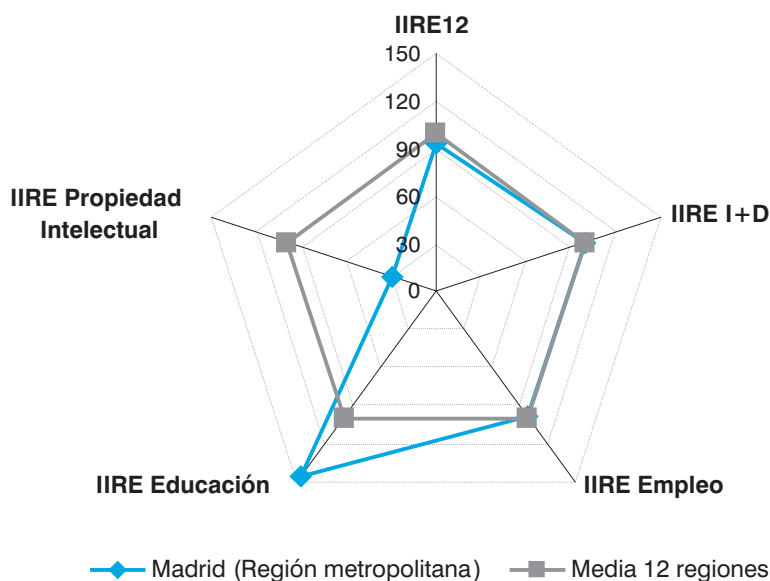 IIRE12
150
120
90
60
30
0
IIRE I+D
IIRE Propiedad
Intelectual
IIRE Educación
IIRE Empleo
Madrid (Región metropolitana)
Media 12 regiones